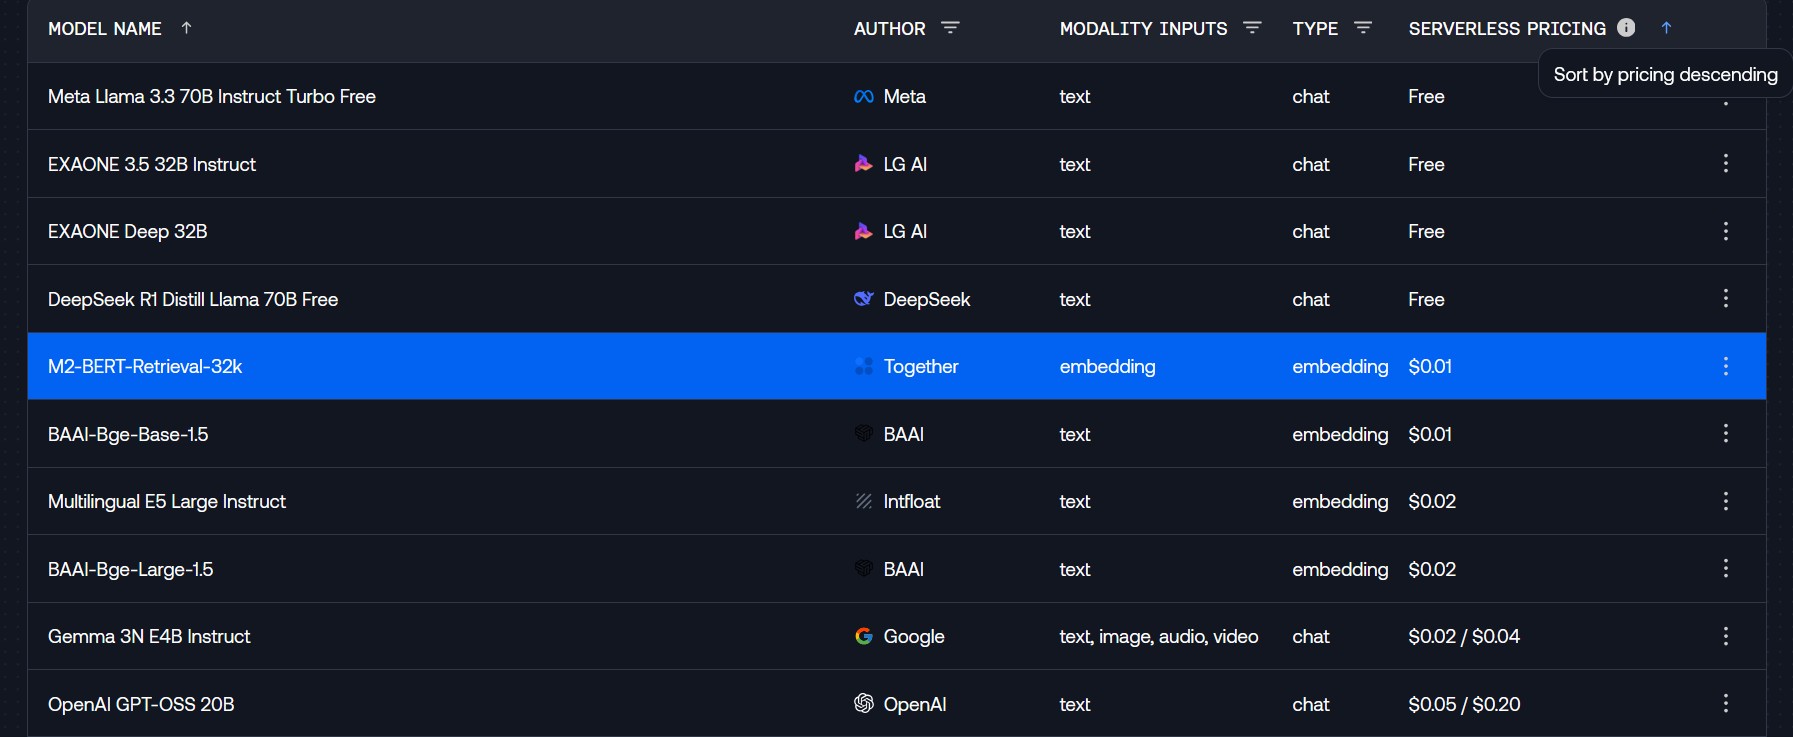 MODEL NAME AUTHOR MODALITY INPUTS TYPE SERVERLESS PRICING
Sort by pricing descending
Meta Llama 3.3 70B Instruct Turbo Free Meta text chat Free
EXAONE 3.5 32B Instruct LG AI text chat Free
EXAONE Deep 32B LG AI text chat Free
DeepSeek R1 Distill Llama 70B Free DeepSeek text chat Free
M2-BERT-Retrieval-32k Together embedding embedding $0.01
BAAI-Bge-Base-1.5 BAAI text embedding $0.01
Multilingual E5 Large Instruct Intfloat text embedding $0.02
BAAI-Bge-Large-1.5 BAAI text embedding $0.02
Gemma 3N E4B Instruct Google text, image, audio, video chat $0.02 / $0.04
OpenAI GPT-OSS 20B OpenAI text chat $0.05 / $0.20